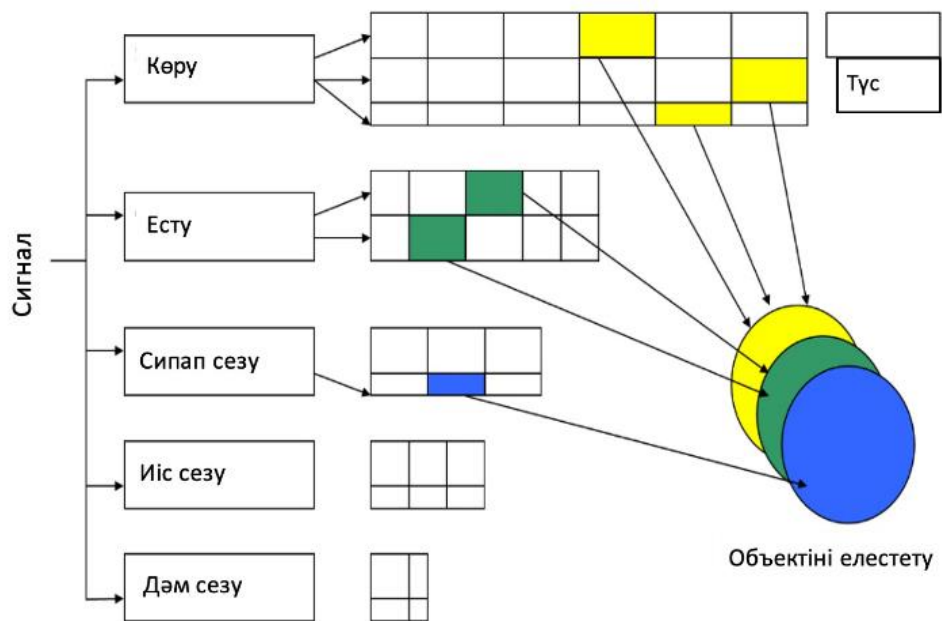 Сигнал
Көру
Түс
Есту
Сипап сезу
Иіс сезу
Дәм сезу
Объектіні елестету